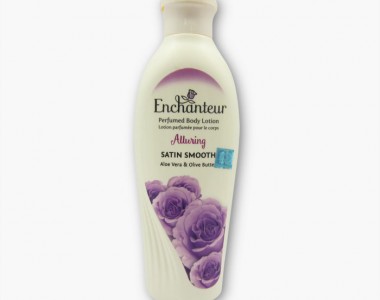 Enchanteur
Perfumed Body Lotion
Lotion parfumée pour le corps
Alluring
SATIN SMOOTH
Aloe Vera & Olive Butter